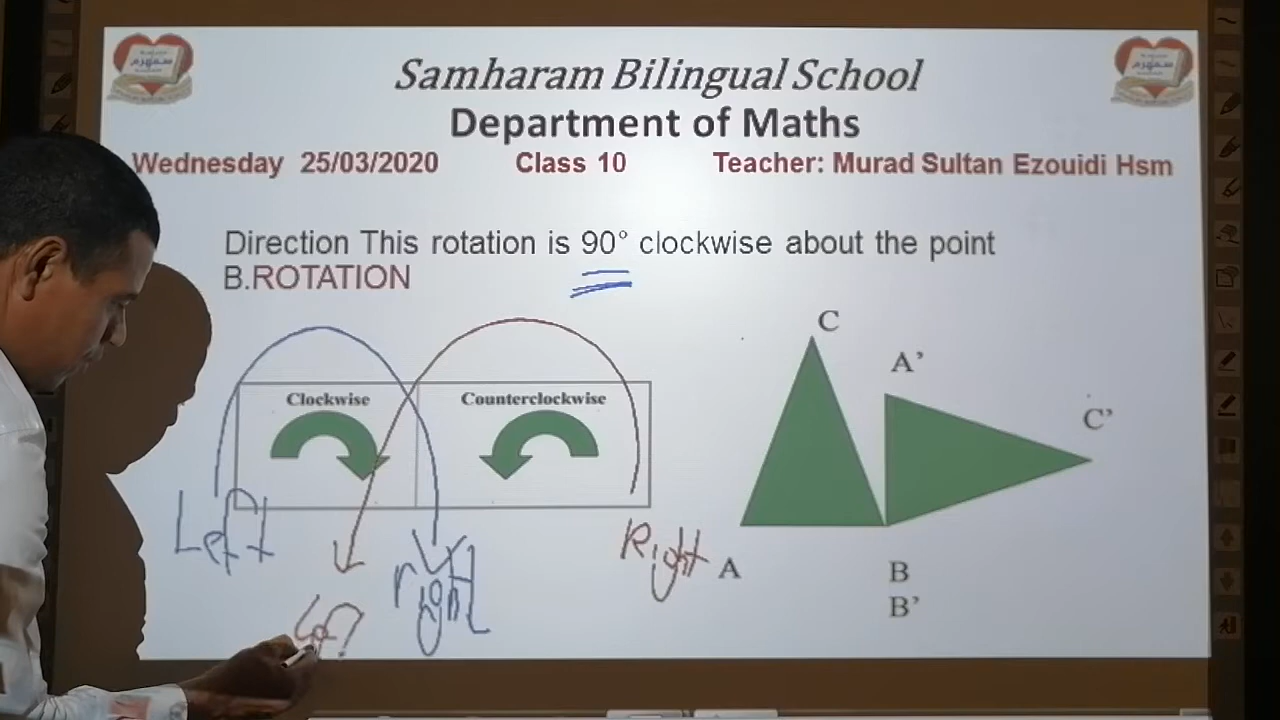 Samharam Bilingual School
Department of Maths
Wednesday 25/03/2020 Class 10 Teacher: Murad Sultan Ezouidi Hsm
Direction This rotation is 90° clockwise about the point
B.ROTATION
C
A’
Clockwise Counterclockwise
C’
Left
right
Right
A
B
B’